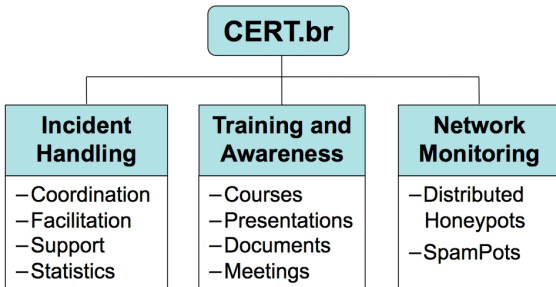 CERT.br
Incident
Handling
–Coordination
–Facilitation
–Support
–Statistics
Training and
Awareness
–Courses
–Presentations
–Documents
–Meetings
Network
Monitoring
–Distributed
Honeypots
–SpamPots